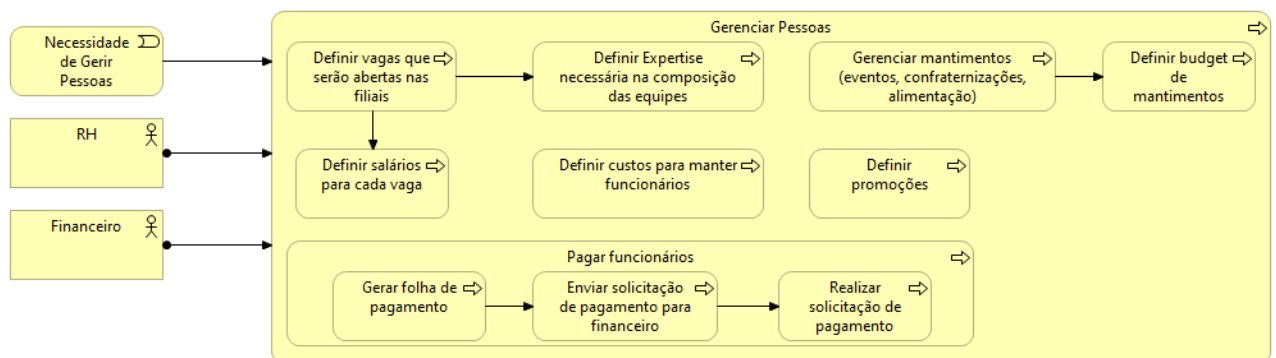 Gerenciar Pessoas
Necessidade
de Gerir
Pessoas
Definir vagas que
serão abertas nas
filiais
Definir Expertise
necessária na composição
das equipes
Gerenciar mantimentos
(eventos, confraternizações,
alimentação)
Definir budget
de
mantimentos
RH
Definir salários
para cada vaga
Definir custos para manter
funcionários
Definir
promoções
Financeiro
Pagar funcionários
Gerar folha de
pagamento
Enviar solicitação
de pagamento para
financeiro
Realizar
solicitação de
pagamento